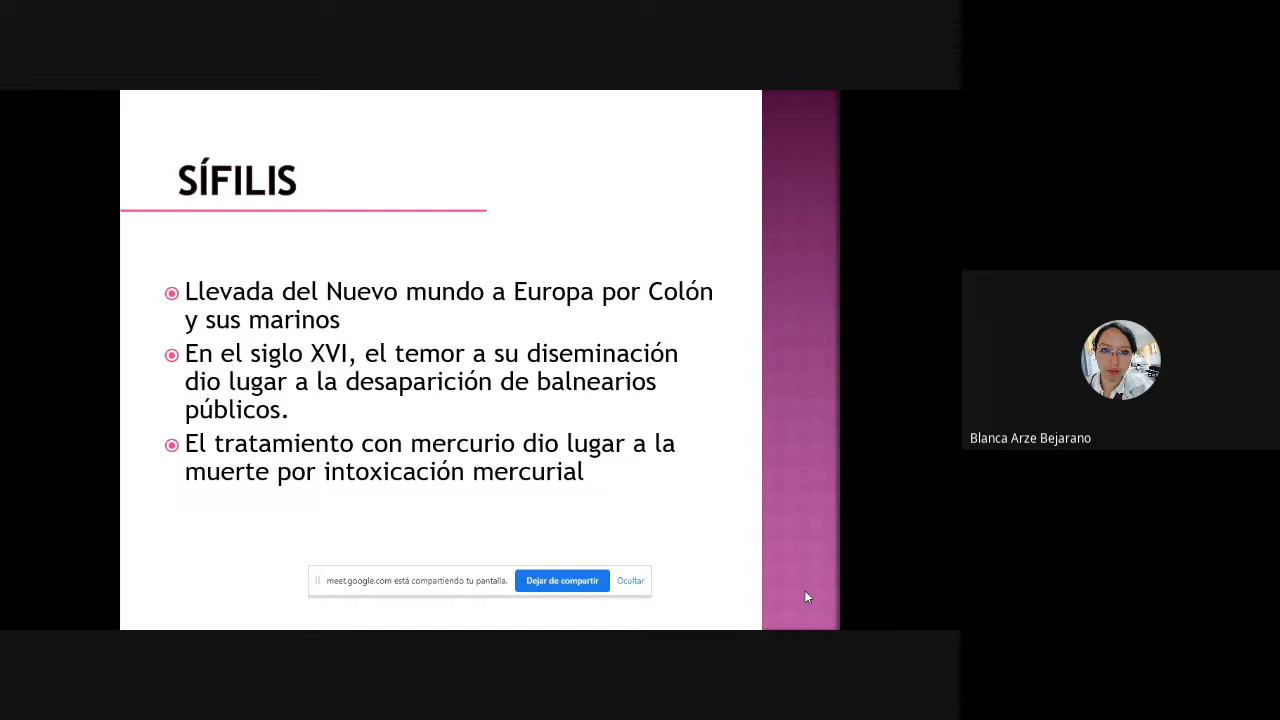 SÍFILIS
Llevada del Nuevo mundo a Europa por Colón
y sus marinos
En el siglo XVI, el temor a su diseminación
dio lugar a la desaparición de balnearios
públicos.
El tratamiento con mercurio dio lugar a la
muerte por intoxicación mercurial
meet.google.com está compartiendo tu pantalla. Dejar de compartir Ocultar
Blanca Arze Bejarano